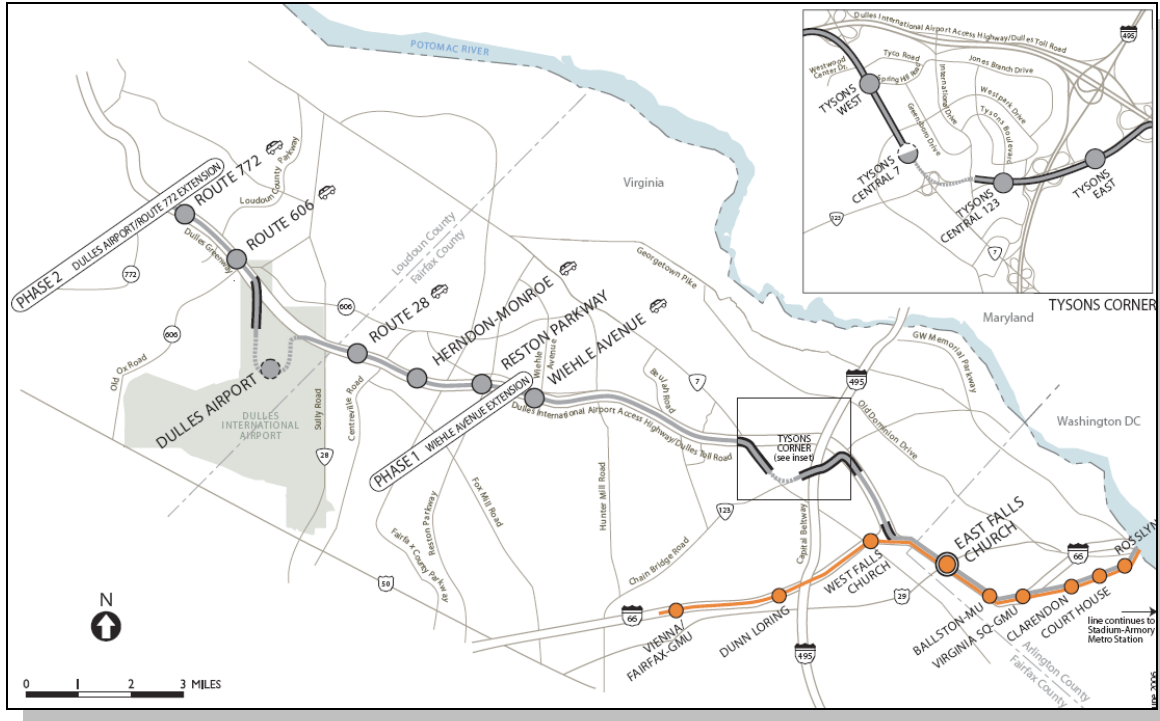 POTOMAC RIVER
Dulles International Airport Access Highway/Dulles Toll Road
495
Tyco Road
Jones Branch Drive
Westwood
Center Dr.
Spring Hill Road
International Drive
Westpark Drive
Tysons Boulevard
Greensboro Drive
TYSONS
WEST
TYSONS
CENTRAL 7
TYSONS
CENTRAL 123
TYSONS
EAST
123
7
TYSONS CORNER
Virginia
Maryland
Washington DC
Loudoun County Parkway
ROUTE 772
ROUTE 606
PHASE 2 DULLES AIRPORT/ROUTE 772 EXTENSION
Dulles Greenway
772
606
606
Old Ox Road
Loudoun County
Fairfax County
Georgetown Pike
ROUTE 28
HERNDON-MONROE
RESTON PARKWAY
WIEHLE AVENUE
Wiehle
Avenue
DULLES AIRPORT
DULLES
INTERNATIONAL
AIRPORT
Sully Road
28
Centreville Road
PHASE 1 WIEHLE AVENUE EXTENSION
Dulles International Airport Access Highway/Dulles Toll Road
Beulah Road
7
495
GW Memorial Parkway
Old Dominion Drive
TYSONS
CORNER
(see inset)
Fox Mill Road
Reston Parkway
Fairfax County Parkway
Hunter Mill Road
123
Chain Bridge Road
Capital Beltway
50
66
29
66
495
EAST FALLS
CHURCH
WEST FALLS
CHURCH
ROSSLYN
VIENNA/
FAIRFAX-GMU
DUNN LORING
BALLSTON-MU
VIRGINIA SQ-GMU
CLARENDON
COURT HOUSE
line continues to
Stadium-Armory
Metro Station
Arlington County
Fairfax County
N
0 1 2 3 MILES